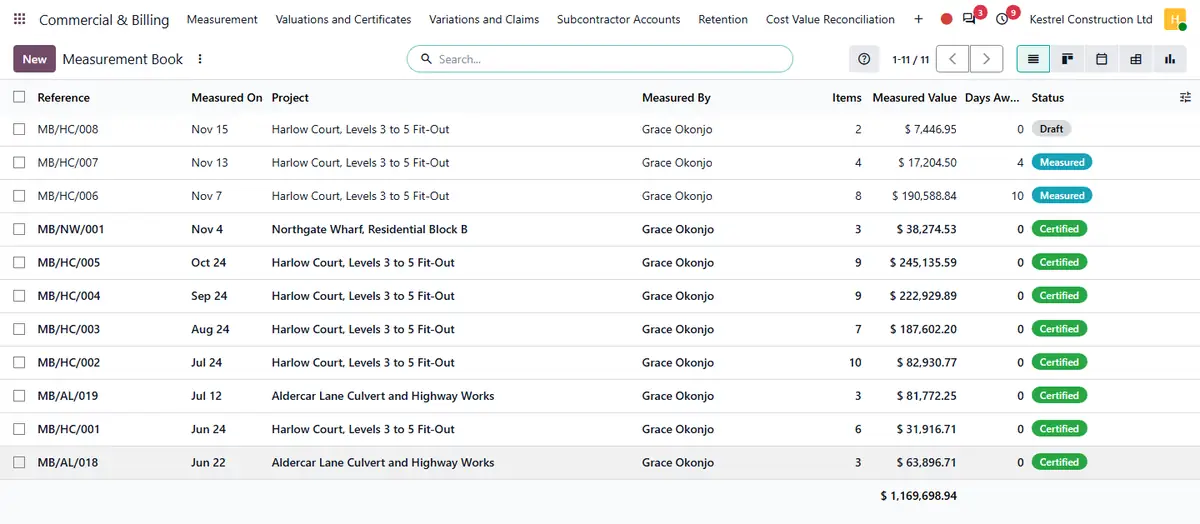 Commercial & Billing Measurement Valuations and Certificates Variations and Claims Subcontractor Accounts Retention Cost Value Reconciliation + 3 9 Kestrel Construction Ltd H
New Measurement Book Search... 1-11 / 11
Reference Measured On Project Measured By Items Measured Value Days Aw... Status
MB/HC/008 Nov 15 Harlow Court, Levels 3 to 5 Fit-Out Grace Okonjo 2 $ 7,446.95 0 Draft
MB/HC/007 Nov 13 Harlow Court, Levels 3 to 5 Fit-Out Grace Okonjo 4 $ 17,204.50 4 Measured
MB/HC/006 Nov 7 Harlow Court, Levels 3 to 5 Fit-Out Grace Okonjo 8 $ 190,588.84 10 Measured
MB/NW/001 Nov 4 Northgate Wharf, Residential Block B Grace Okonjo 3 $ 38,274.53 0 Certified
MB/HC/005 Oct 24 Harlow Court, Levels 3 to 5 Fit-Out Grace Okonjo 9 $ 245,135.59 0 Certified
MB/HC/004 Sep 24 Harlow Court, Levels 3 to 5 Fit-Out Grace Okonjo 9 $ 222,929.89 0 Certified
MB/HC/003 Aug 24 Harlow Court, Levels 3 to 5 Fit-Out Grace Okonjo 7 $ 187,602.20 0 Certified
MB/HC/002 Jul 24 Harlow Court, Levels 3 to 5 Fit-Out Grace Okonjo 10 $ 82,930.77 0 Certified
MB/AL/019 Jul 12 Aldercar Lane Culvert and Highway Works Grace Okonjo 3 $ 81,772.25 0 Certified
MB/HC/001 Jun 24 Harlow Court, Levels 3 to 5 Fit-Out Grace Okonjo 6 $ 31,916.71 0 Certified
MB/AL/018 Jun 22 Aldercar Lane Culvert and Highway Works Grace Okonjo 3 $ 63,896.71 0 Certified
$ 1,169,698.94